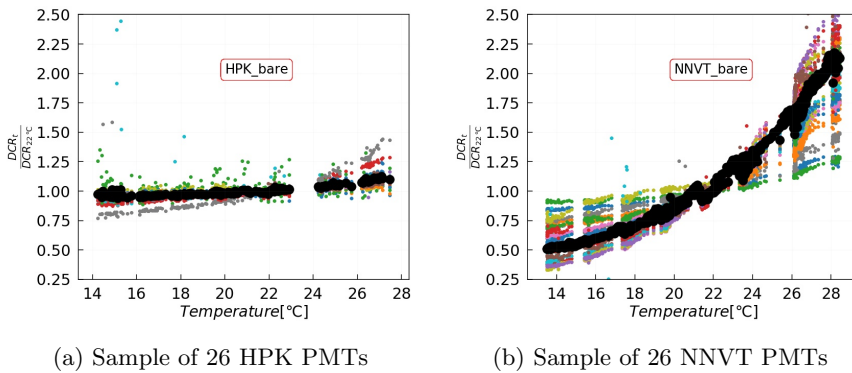 2.50
2.25
2.00
1.75
1.50
1.25
1.00
0.75
0.50
0.25
DCR_t / DCR_22°C
HPK_bare
14 16 18 20 22 24 26 28
Temperature[°C]
(a) Sample of 26 HPK PMTs
2.50
2.25
2.00
1.75
1.50
1.25
1.00
0.75
0.50
0.25
DCR_t / DCR_22°C
NNVT_bare
14 16 18 20 22 24 26 28
Temperature[°C]
(b) Sample of 26 NNVT PMTs